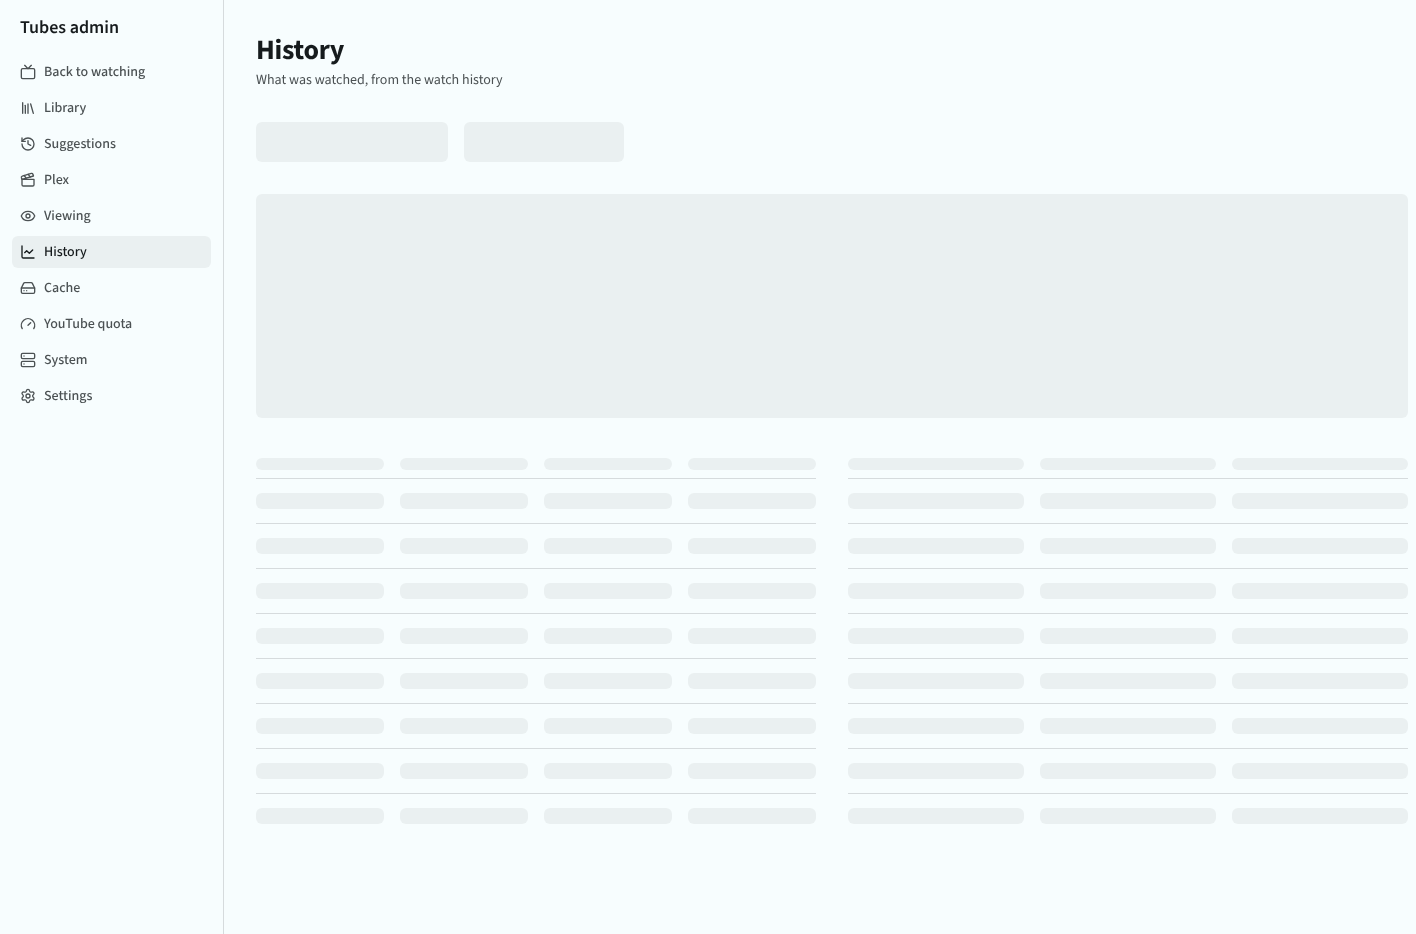 Tubes admin
Back to watching
Library
Suggestions
Plex
Viewing
History
Cache
YouTube quota
System
Settings
History
What was watched, from the watch history